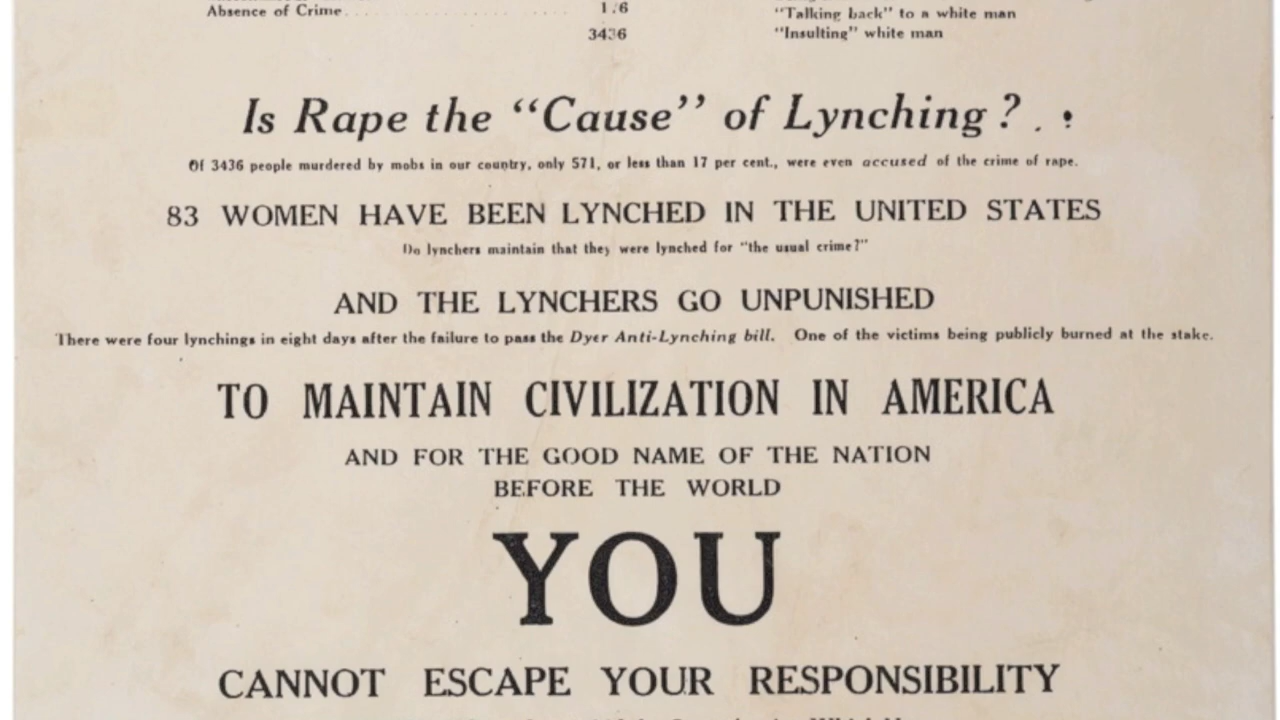 Absence of Crime
"Talking back" to a white man
3436
"Insulting" white man
Is Rape the "Cause" of Lynching?
Of 3436 people murdered by mobs in our country, only 571, or less than 17 per cent., were even accused of the crime of rape.
83 WOMEN HAVE BEEN LYNCHED IN THE UNITED STATES
Do lynchers maintain that they were lynched for "the usual crime?"
AND THE LYNCHERS GO UNPUNISHED
There were four lynchings in eight days after the failure to pass the Dyer Anti-Lynching bill. One of the victims being publicly burned at the stake.
TO MAINTAIN CIVILIZATION IN AMERICA
AND FOR THE GOOD NAME OF THE NATION
BEFORE THE WORLD
YOU
CANNOT ESCAPE YOUR RESPONSIBILITY